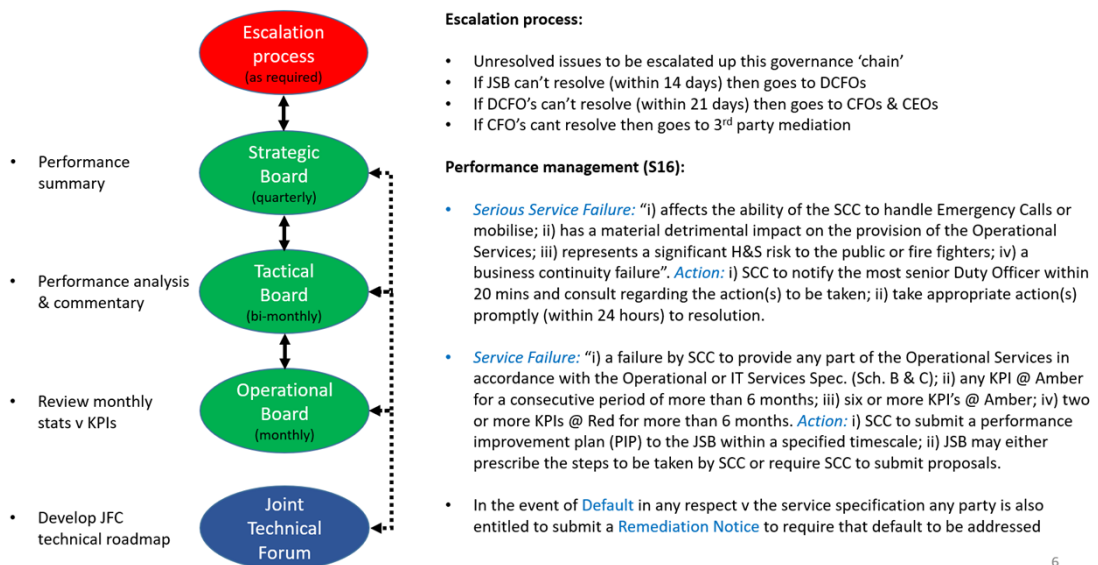 Escalation
process
(as required)
• Performance
summary
Strategic
Board
(quarterly)
• Performance analysis
& commentary
Tactical
Board
(bi-monthly)
• Review monthly
stats v KPIs
Operational
Board
(monthly)
• Develop JFC
technical roadmap
Joint
Technical
Forum
Escalation process:
• Unresolved issues to be escalated up this governance ‘chain’
• If JSB can’t resolve (within 14 days) then goes to DCFOs
• If DCFO’s can’t resolve (within 21 days) then goes to CFOs & CEOs
• If CFO’s cant resolve then goes to 3rd party mediation
Performance management (S16):
• Serious Service Failure: “i) affects the ability of the SCC to handle Emergency Calls or
mobilise; ii) has a material detrimental impact on the provision of the Operational
Services; iii) represents a significant H&S risk to the public or fire fighters; iv) a
business continuity failure”. Action: i) SCC to notify the most senior Duty Officer within
20 mins and consult regarding the action(s) to be taken; ii) take appropriate action(s)
promptly (within 24 hours) to resolution.
• Service Failure: “i) a failure by SCC to provide any part of the Operational Services in
accordance with the Operational or IT Services Spec. (Sch. B & C); ii) any KPI @ Amber
for a consecutive period of more than 6 months; iii) six or more KPI’s @ Amber; iv) two
or more KPIs @ Red for more than 6 months. Action: i) SCC to submit a performance
improvement plan (PIP) to the JSB within a specified timescale; ii) JSB may either
prescribe the steps to be taken by SCC or require SCC to submit proposals.
• In the event of Default in any respect v the service specification any party is also
entitled to submit a Remediation Notice to require that default to be addressed
6